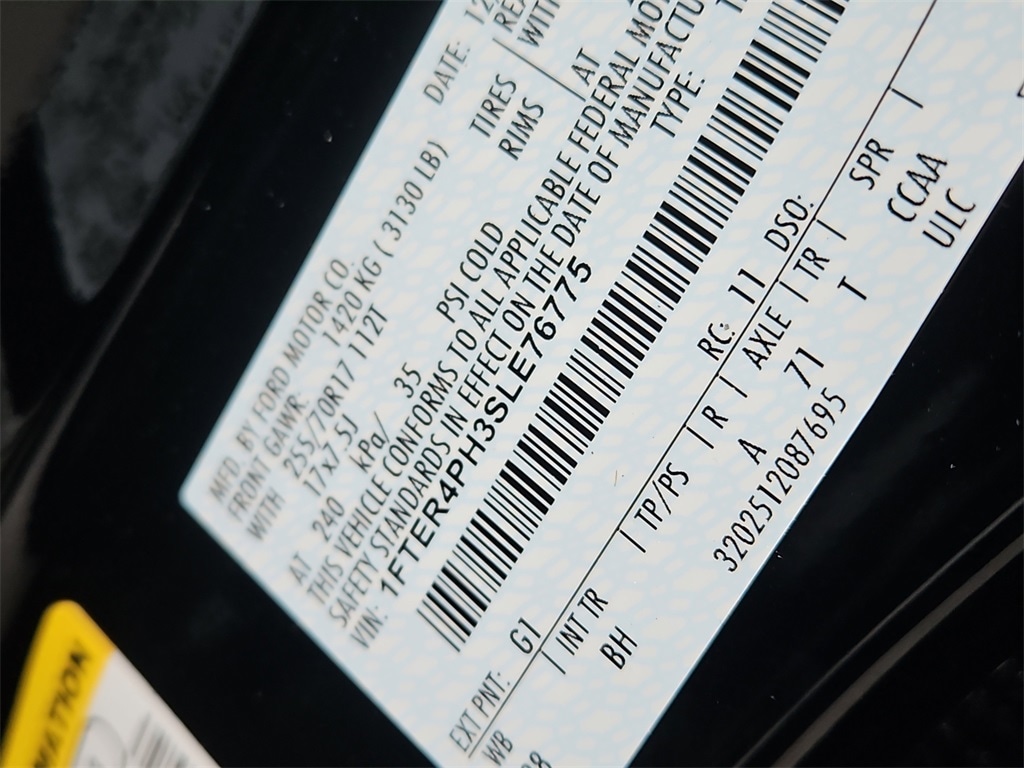 MFD. BY FORD MOTOR CO.
DATE: 12
FRONT GAWR: 1420 KG ( 3130 LB)
WITH 255/70R17 112T TIRES
17x7.5J RIMS
AT 240 kPa/ 35 PSI COLD AT
THIS VEHICLE CONFORMS TO ALL APPLICABLE FEDERAL
SAFETY STANDARDS IN EFFECT ON THE DATE OF MANUFACTU
VIN: 1FTER4PH3SLE76775
TYPE:
EXT PNT: G1 RC: 11 DSO:
WB | INT TR | TP/PS | R | AXLE | TR | SPR |
BH A 71 T CCAA
3202512087695 ULC
MATION